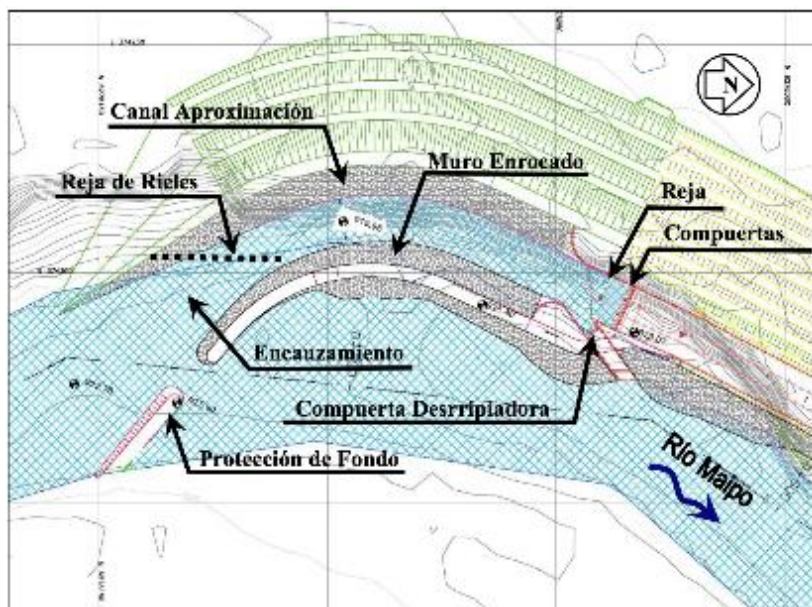 N
Canal Aproximación
Muro Enrocado
Reja de Rieles
Reja
Compuertas
Encauzamiento
Compuerta Desrripiadora
Protección de Fondo
Río Maipo